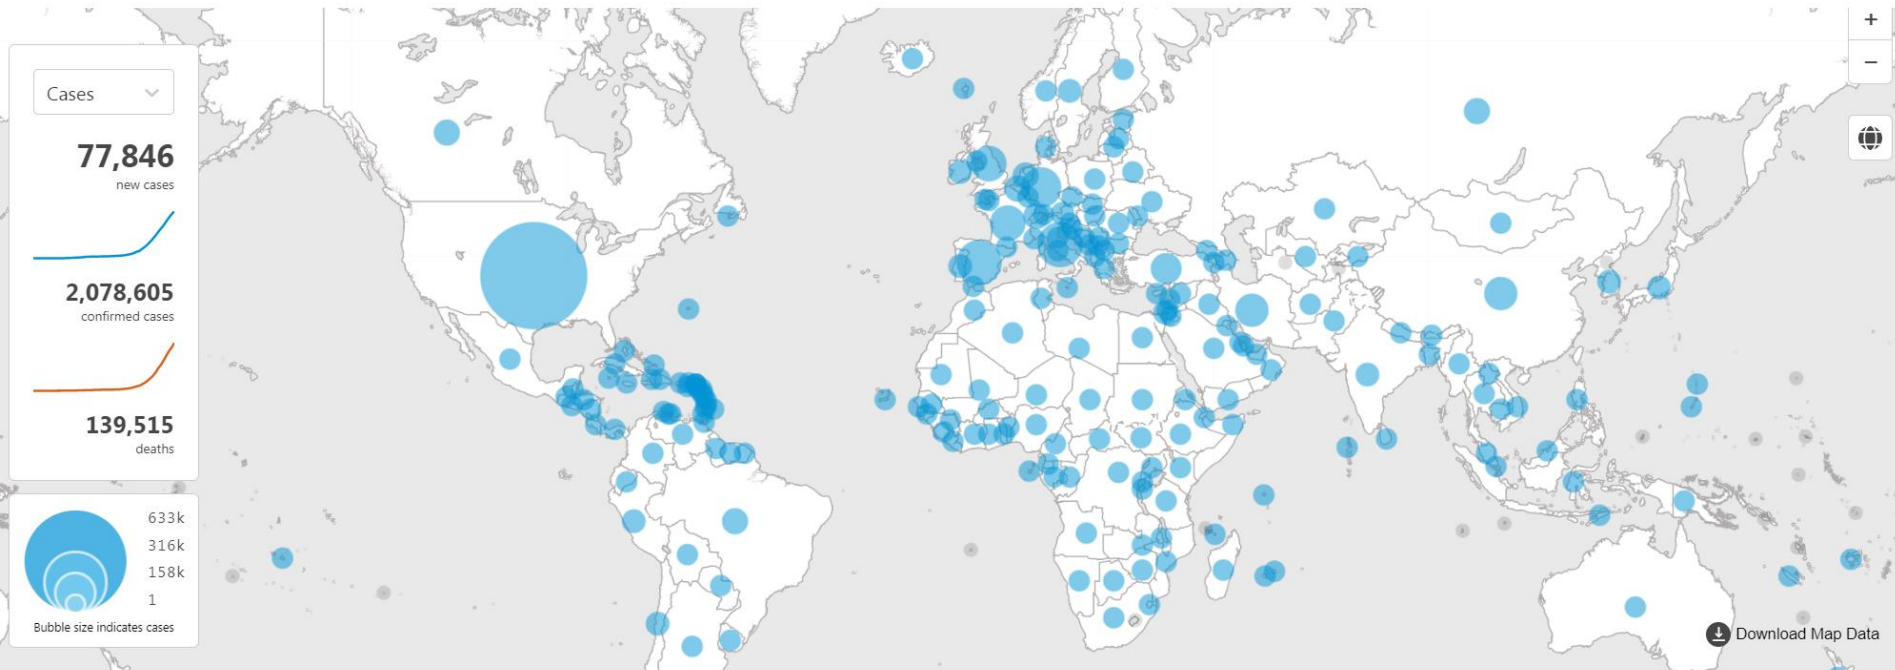 Cases
77,846
new cases
2,078,605
confirmed cases
139,515
deaths
633k
316k
158k
1
Bubble size indicates cases
+
−
Download Map Data